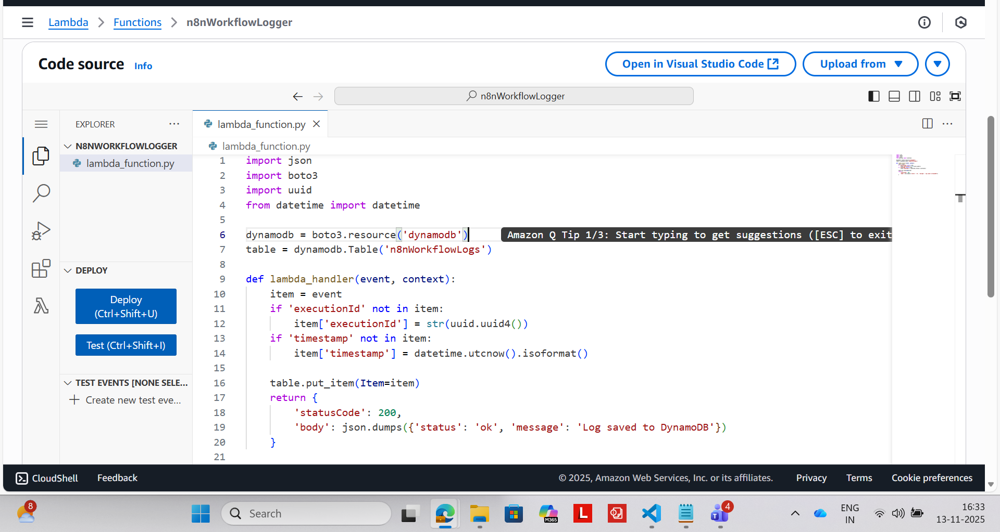 Lambda > Functions > n8nWorkflowLogger
Code source Info
Open in Visual Studio Code
Upload from
n8nWorkflowLogger
EXPLORER
N8NWORKFLOWLOGGER
lambda_function.py
DEPLOY
Deploy
(Ctrl+Shift+U)
Test (Ctrl+Shift+I)
TEST EVENTS [NONE SELE...
Create new test eve...
lambda_function.py
lambda_function.py
1 import json
2 import boto3
3 import uuid
4 from datetime import datetime
5
6 dynamodb = boto3.resource('dynamodb') Amazon Q Tip 1/3: Start typing to get suggestions ([ESC] to exit
7 table = dynamodb.Table('n8nWorkflowLogs')
8
9 def lambda_handler(event, context):
10     item = event
11     if 'executionId' not in item:
12         item['executionId'] = str(uuid.uuid4())
13     if 'timestamp' not in item:
14         item['timestamp'] = datetime.utcnow().isoformat()
15
16     table.put_item(Item=item)
17     return {
18         'statusCode': 200,
19         'body': json.dumps({'status': 'ok', 'message': 'Log saved to DynamoDB'})
20     }
21
CloudShell Feedback
© 2025, Amazon Web Services, Inc. or its affiliates. Privacy Terms Cookie preferences
8
Search
M365
L
T
4
ENG
IN
16:33
13-11-2025